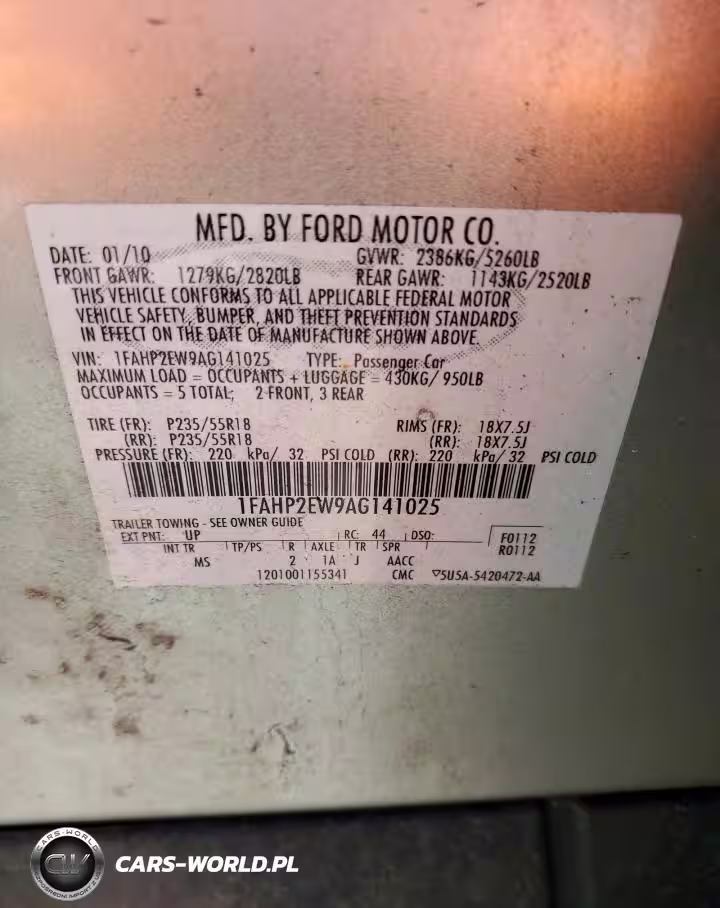 MFD. BY FORD MOTOR CO.
DATE: 01/10 GVWR: 2386KG/5260LB
FRONT GAWR: 1279KG/2820LB REAR GAWR: 1143KG/2520LB
THIS VEHICLE CONFORMS TO ALL APPLICABLE FEDERAL MOTOR
VEHICLE SAFETY, BUMPER, AND THEFT PREVENTION STANDARDS
IN EFFECT ON THE DATE OF MANUFACTURE SHOWN ABOVE.
VIN: 1FAHP2EW9AG141025 TYPE: Passenger Car
MAXIMUM LOAD = OCCUPANTS + LUGGAGE = 430KG/ 950LB
OCCUPANTS = 5 TOTAL; 2 FRONT, 3 REAR
TIRE (FR): P235/55R18 RIMS (FR): 18X7.5J
(RR): P235/55R18 (RR): 18X7.5J
PRESSURE (FR): 220 kPa/ 32 PSI COLD (RR): 220 kPa/ 32 PSI COLD
1FAHP2EW9AG141025
TRAILER TOWING - SEE OWNER GUIDE
EXT PNT: UP RC: 44 DSO: F0112
INT TR TP/PS R AXLE TR SPR R0112
MS 2 1A J AACC
1201001155341 CMC ▽5U5A-5420472-AA
CARS-WORLD
CW
CARS-WORLD.PL